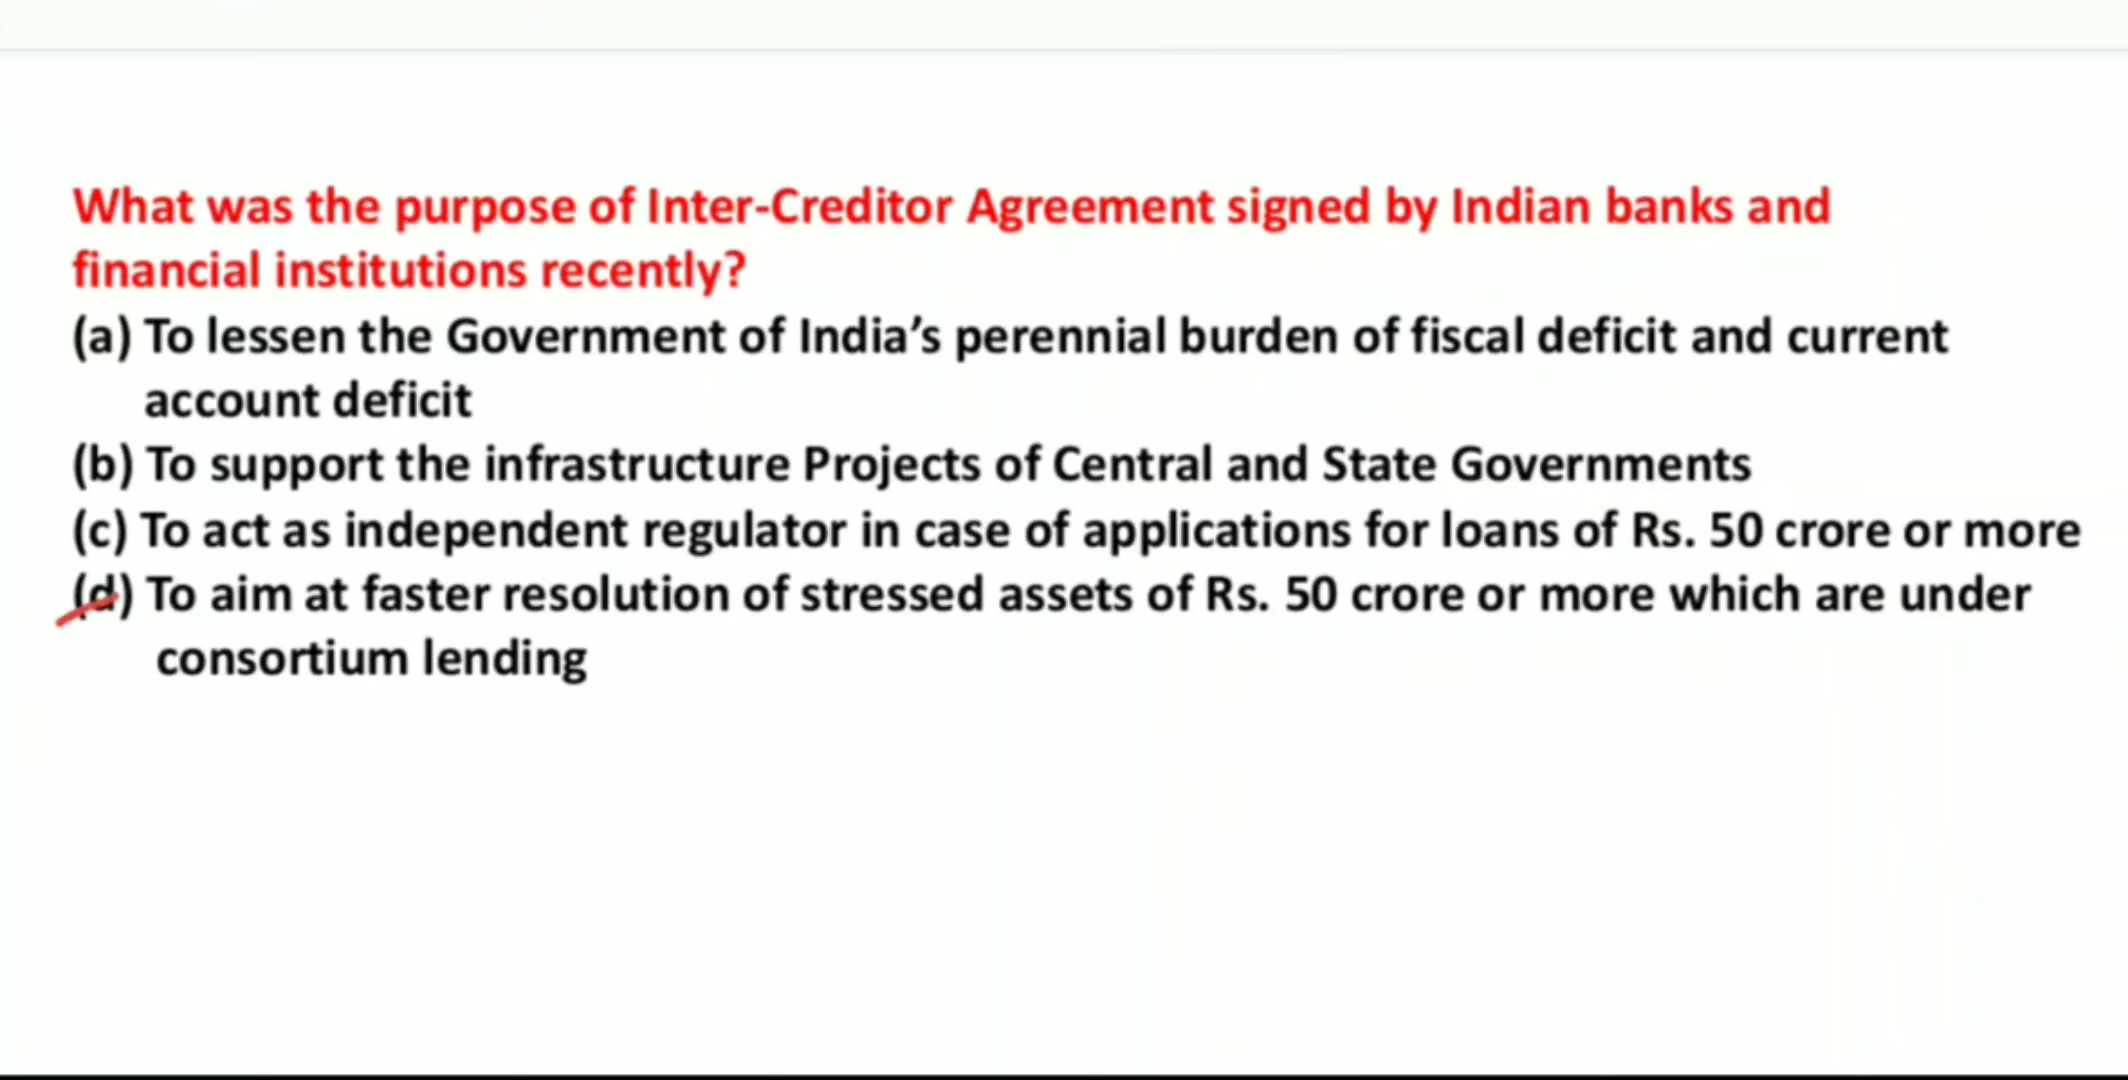 What was the purpose of Inter-Creditor Agreement signed by Indian banks and
financial institutions recently?
(a) To lessen the Government of India's perennial burden of fiscal deficit and current
account deficit
(b) To support the infrastructure Projects of Central and State Governments
(c) To act as independent regulator in case of applications for loans of Rs. 50 crore or more
(d) To aim at faster resolution of stressed assets of Rs. 50 crore or more which are under
consortium lending